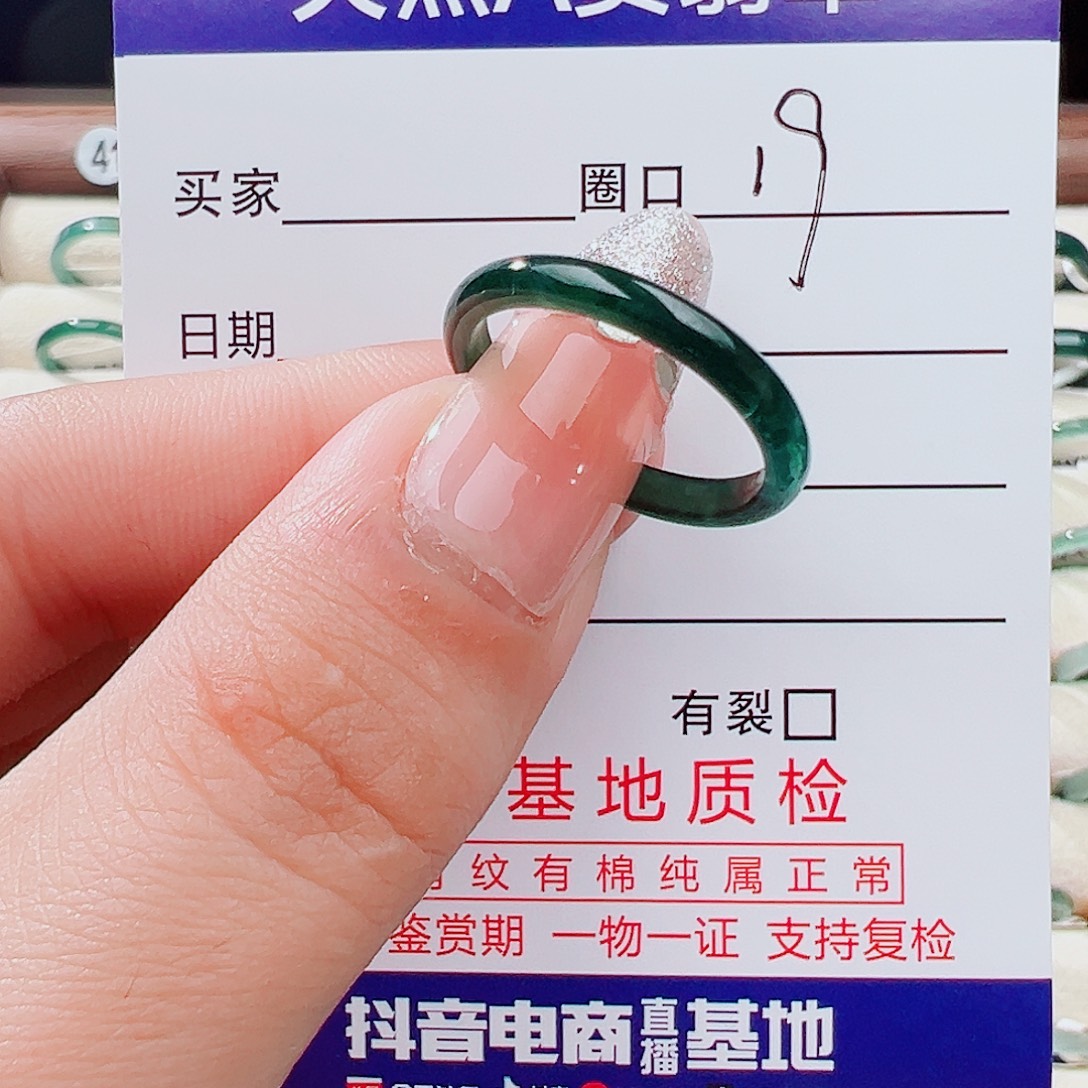 买家 圈口 19
日期
有裂□
基地质检
纹有棉纯属正常
鉴赏期 一物一证 支持复检
抖音电商直播基地
41